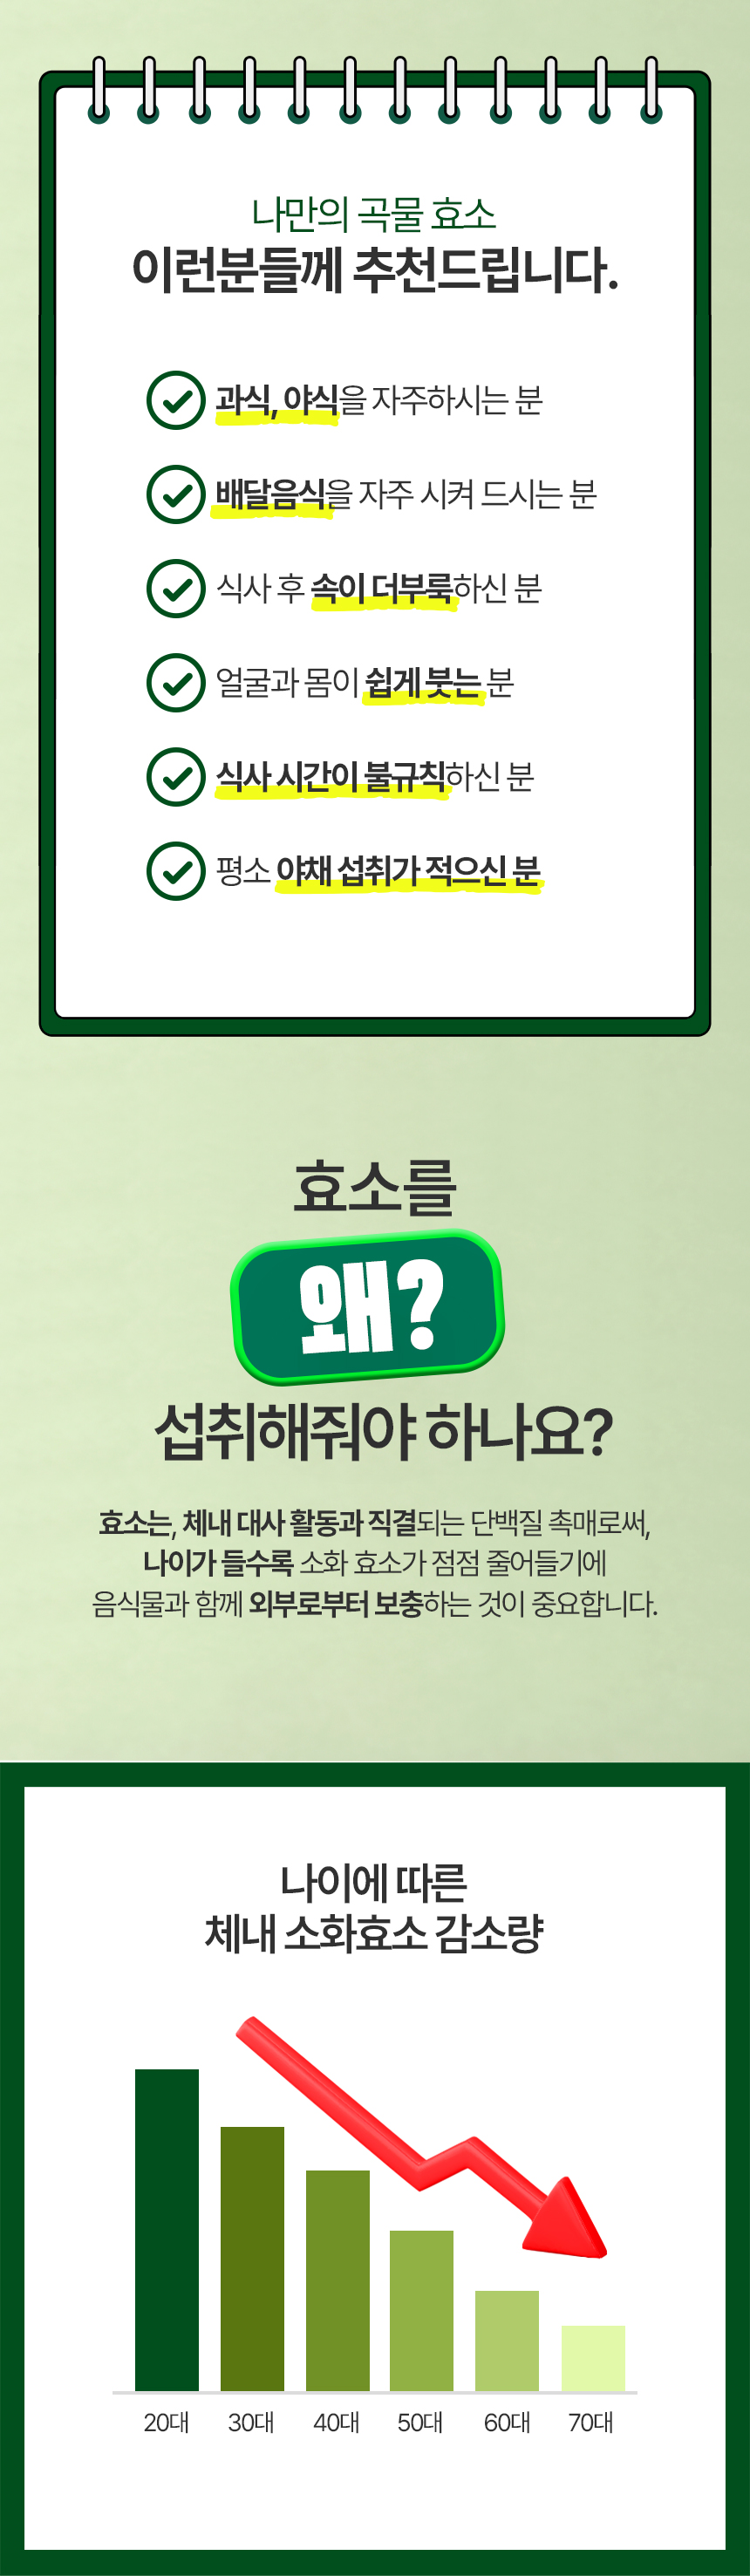 나만의 곡물 효소
이런분들께 추천드립니다.
과식, 야식을 자주하시는 분
배달음식을 자주 시켜 드시는 분
식사 후 속이 더부룩하신 분
얼굴과 몸이 쉽게 붓는 분
식사 시간이 불규칙하신 분
평소 야채 섭취가 적으신 분
효소를
왜?
섭취해줘야 하나요?
효소는, 체내 대사 활동과 직결되는 단백질 촉매로써,
나이가 들수록 소화 효소가 점점 줄어들기에
음식물과 함께 외부로부터 보충하는 것이 중요합니다.
나이에 따른
체내 소화효소 감소량
20대 30대 40대 50대 60대 70대